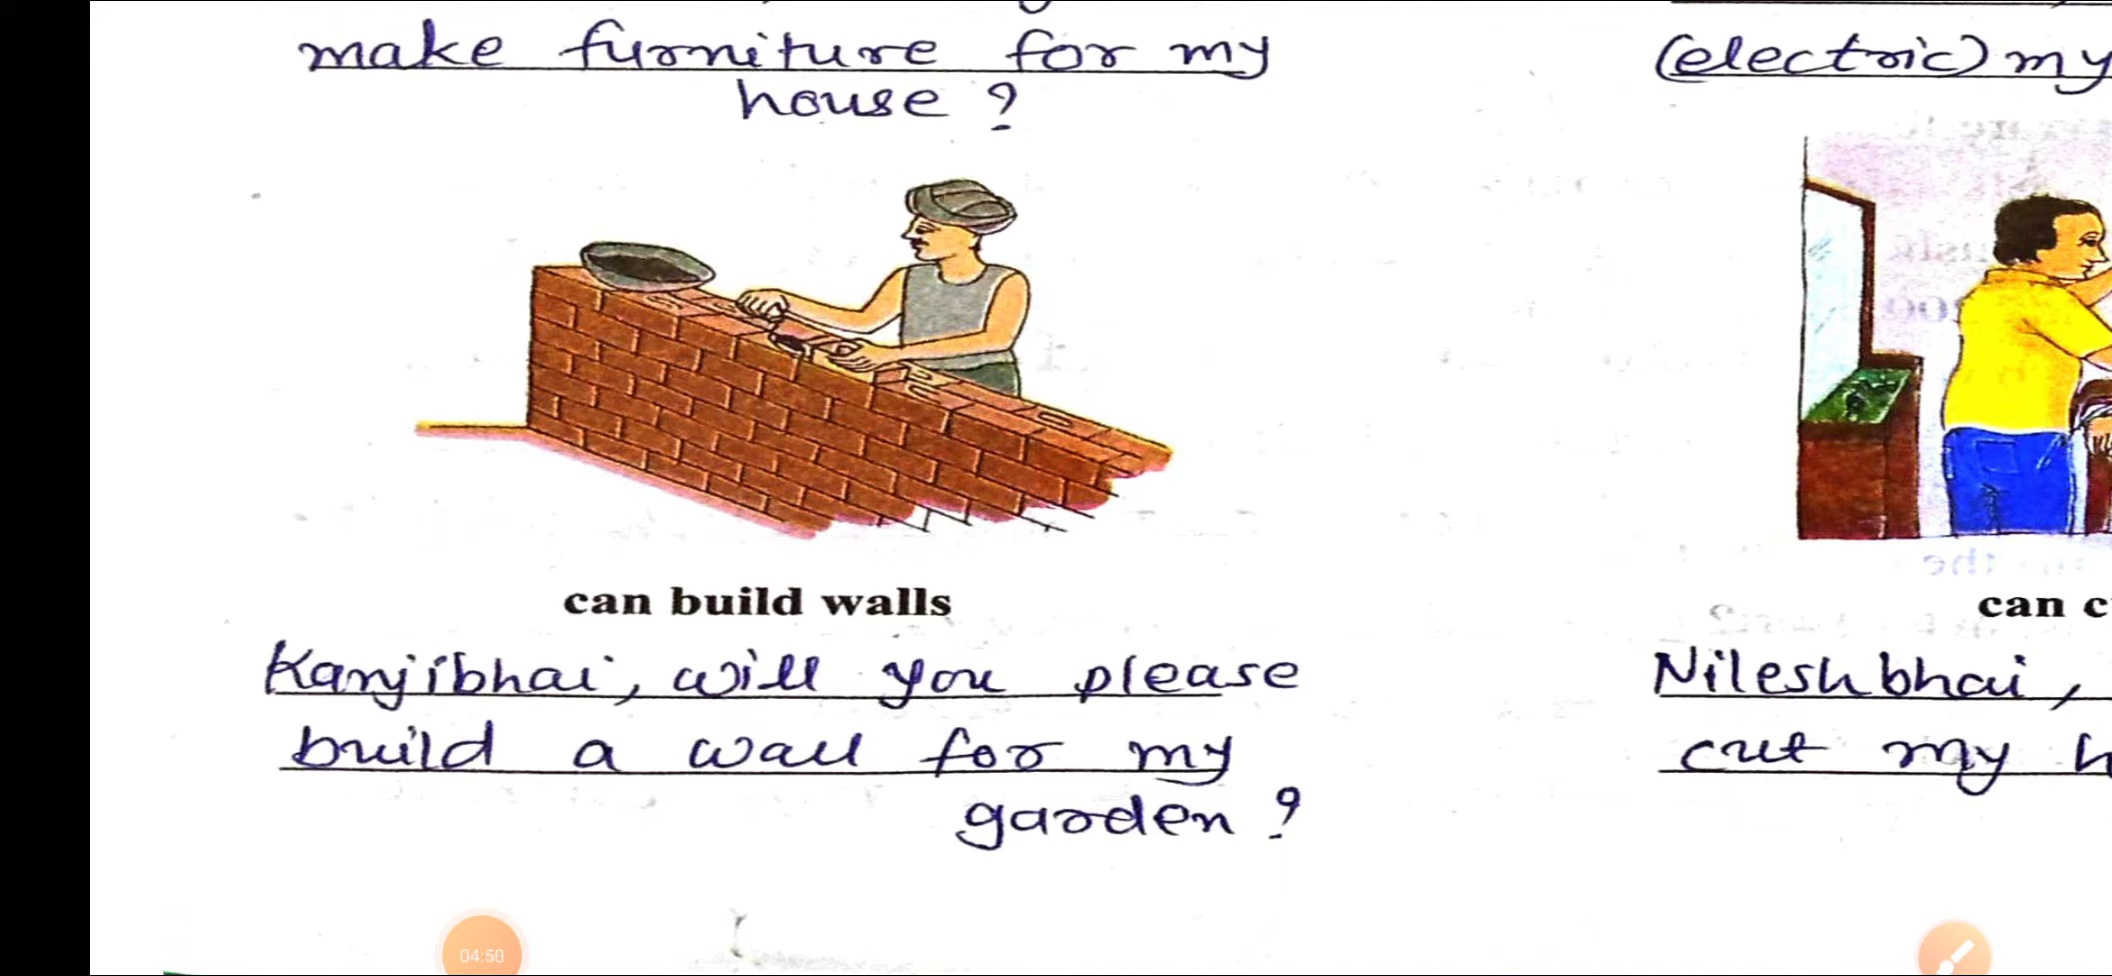 make furniture for my
house ?
(electric) my
can build walls
Kanjibhai, will you please
build a wall for my
garden ?
can c
Nileshbhai,
cut my h
04:50